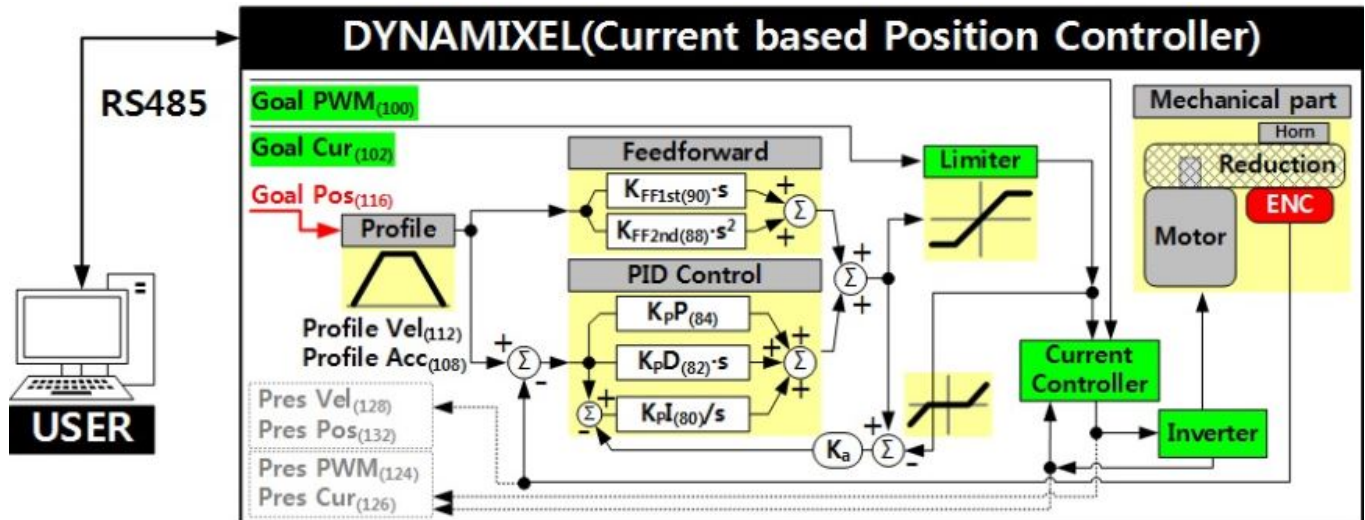 DYNAMIXEL(Current based Position Controller)
RS485
Goal PWM(100)
Goal Cur(102)
Goal Pos(116)
Profile
Profile Vel(112)
Profile Acc(108)
Feedforward
KFF1st(90)·s
KFF2nd(88)·s²
+
+
Σ
PID Control
KPP(84)
KPD(82)·s
KPI(80)/s
+
+
+
Σ
+
-
Σ
+
-
Σ
+
+
Σ
Limiter
Ka
+
-
Σ
Mechanical part
Horn
Reduction
ENC
Motor
Current
Controller
Inverter
Pres Vel(128)
Pres Pos(132)
Pres PWM(124)
Pres Cur(126)
USER